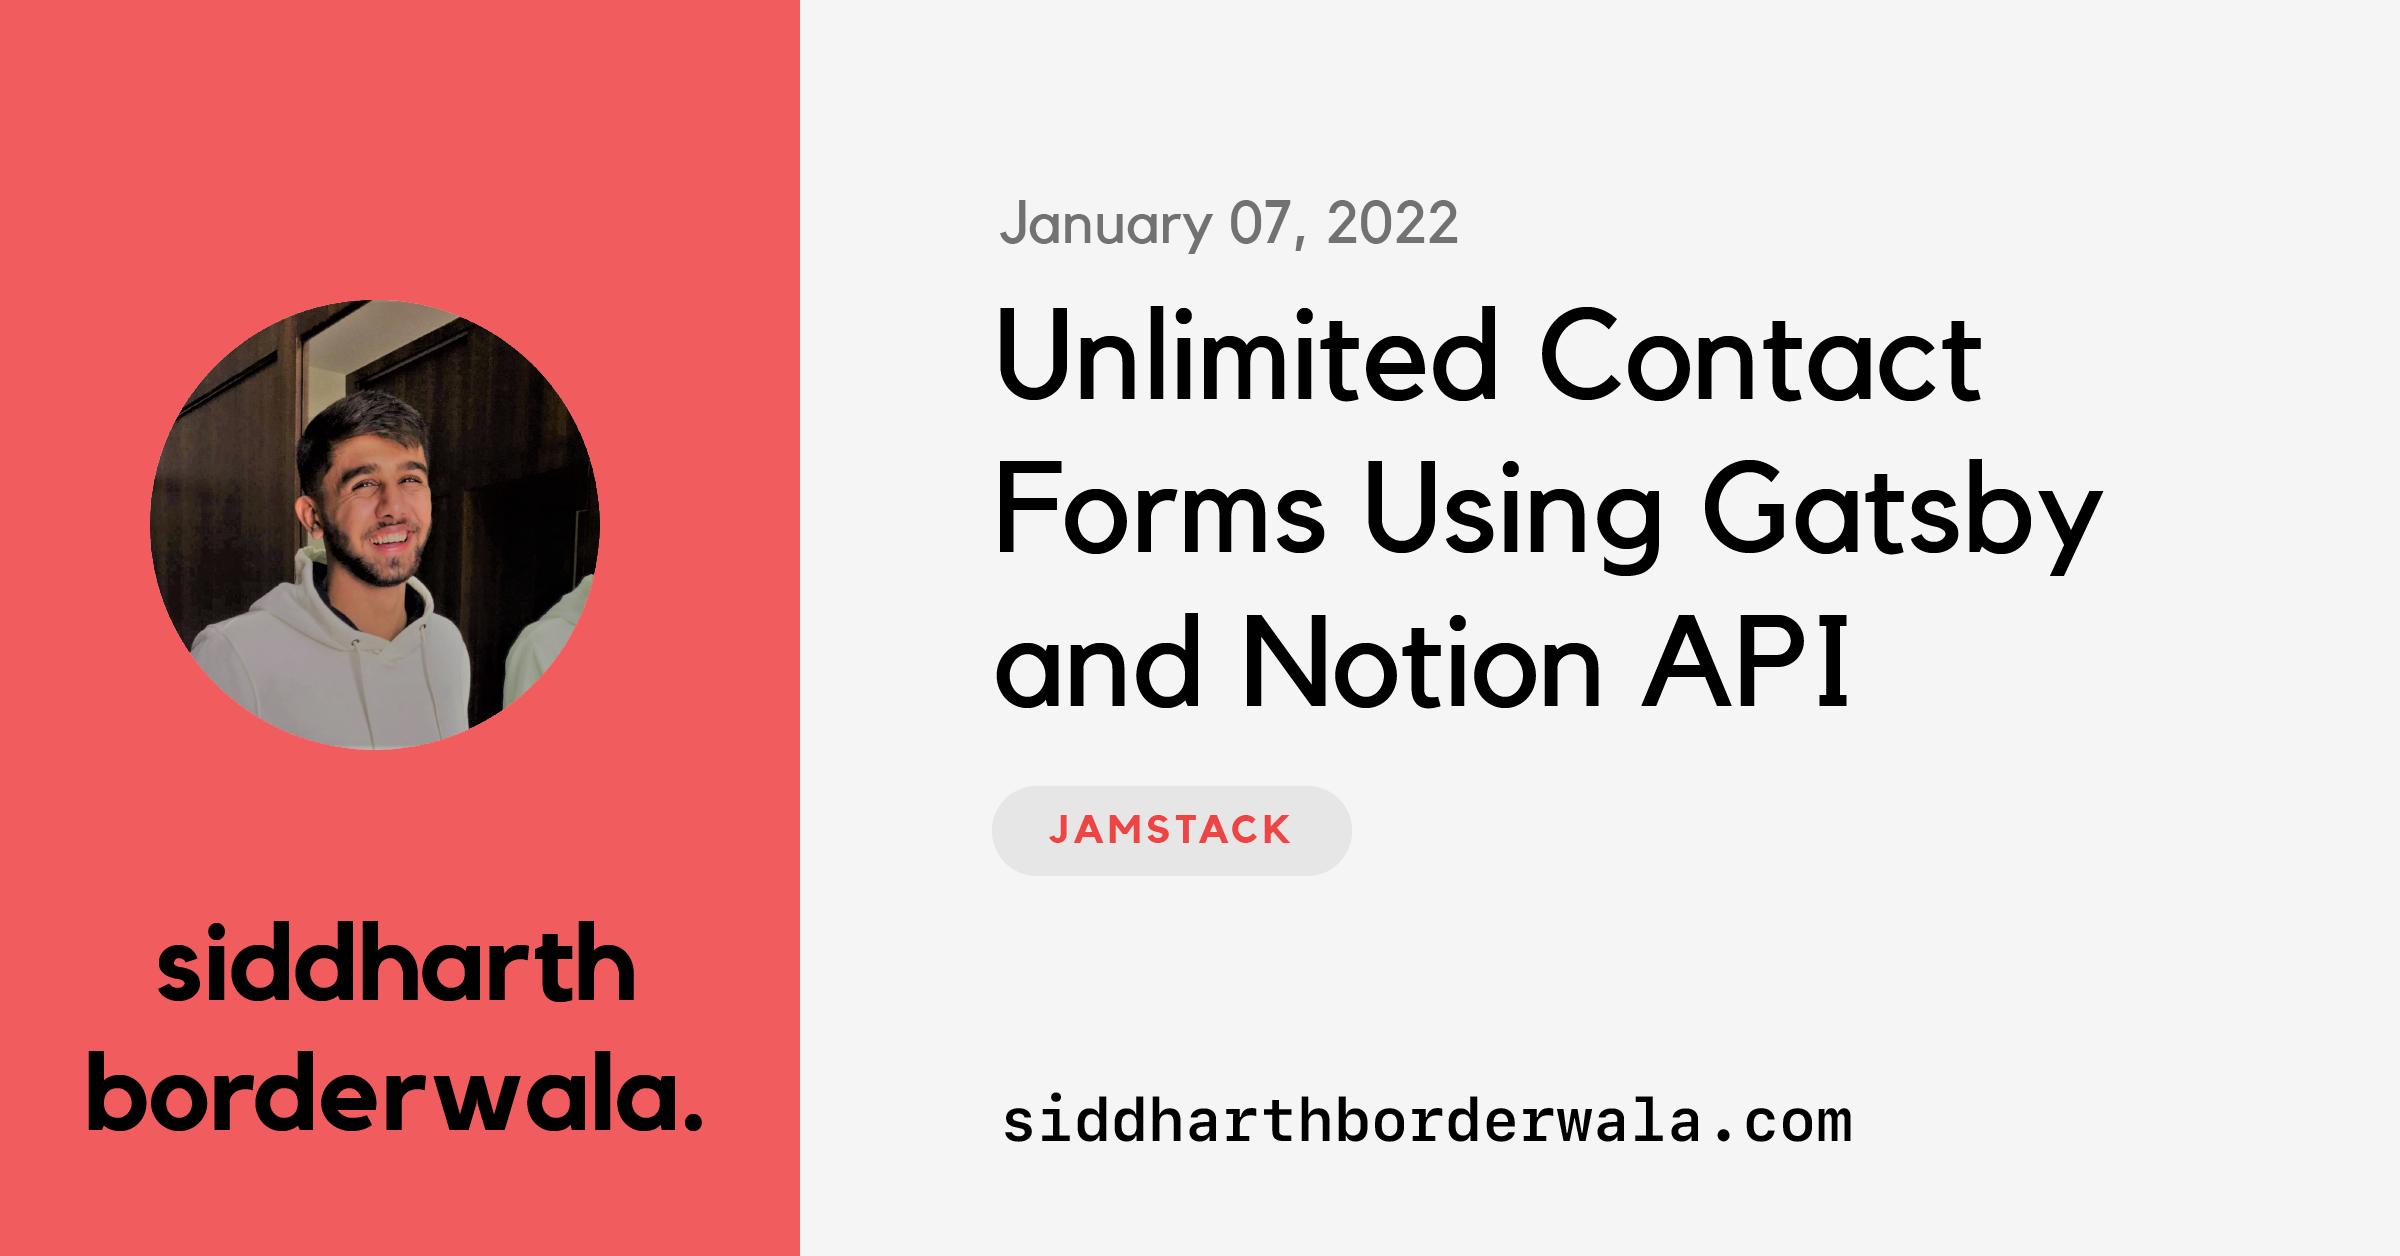 siddharth
borderwala.
January 07, 2022
Unlimited Contact
Forms Using Gatsby
and Notion API
JAMSTACK
siddharthborderwala.com